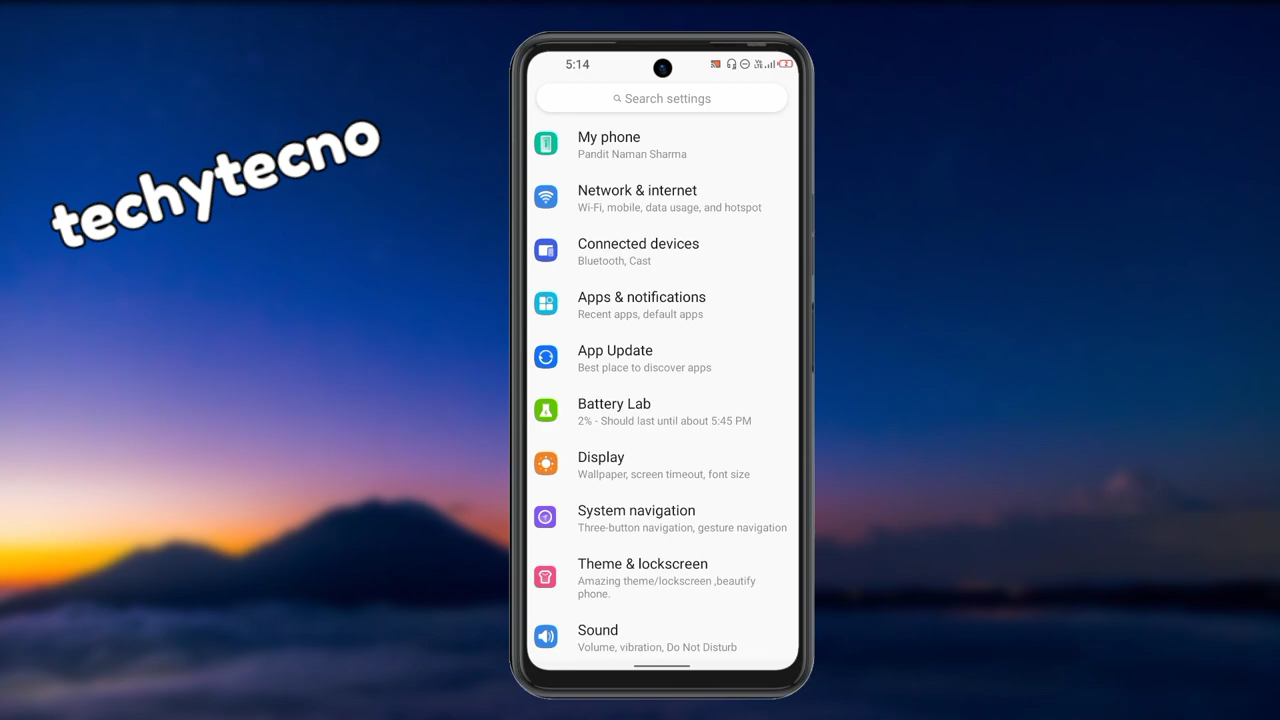 techytecno
5:14
Search settings
My phone
Pandit Naman Sharma
Network & internet
Wi-Fi, mobile, data usage, and hotspot
Connected devices
Bluetooth, Cast
Apps & notifications
Recent apps, default apps
App Update
Best place to discover apps
Battery Lab
2% - Should last until about 5:45 PM
Display
Wallpaper, screen timeout, font size
System navigation
Three-button navigation, gesture navigation
Theme & lockscreen
Amazing theme/lockscreen ,beautify
phone.
Sound
Volume, vibration, Do Not Disturb